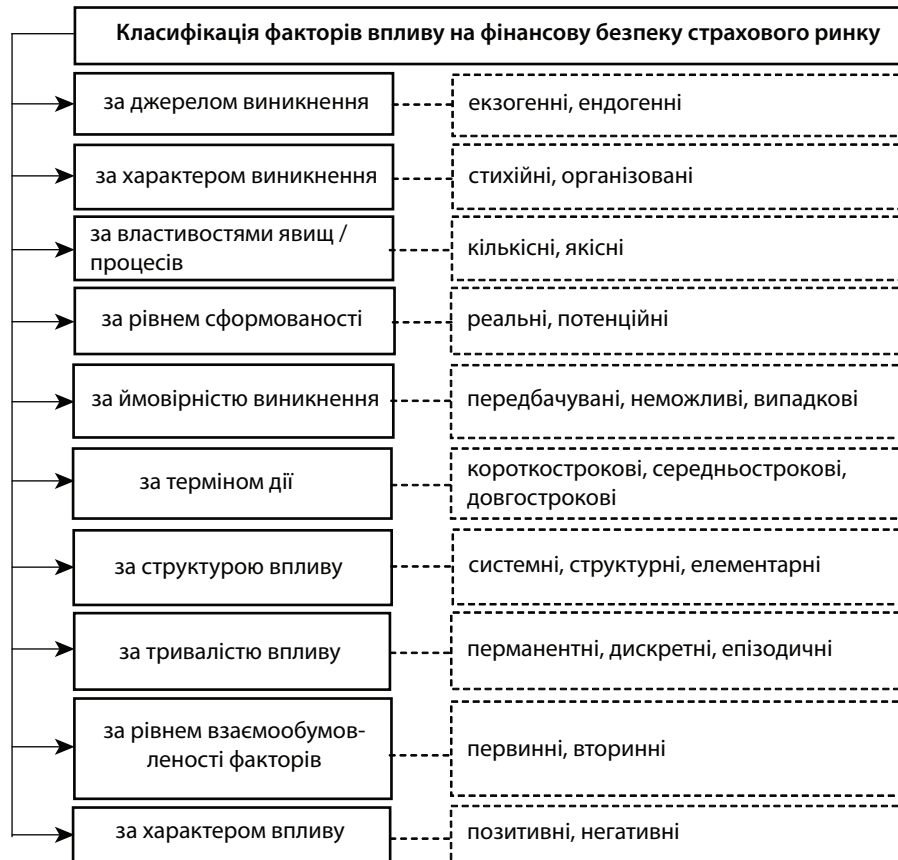 Класифікація факторів впливу на фінансову безпеку страхового ринку
за джерелом виникнення
екзогенні, ендогенні
за характером виникнення
стихійні, організовані
за властивостями явищ /
процесів
кількісні, якісні
за рівнем сформованості
реальні, потенційні
за ймовірністю виникнення
передбачувані, неможливі, випадкові
за терміном дії
короткострокові, середньострокові,
довгострокові
за структурою впливу
системні, структурні, елементарні
за тривалістю впливу
перманентні, дискретні, епізодичні
за рівнем взаємообумов-
леності факторів
первинні, вторинні
за характером впливу
позитивні, негативні